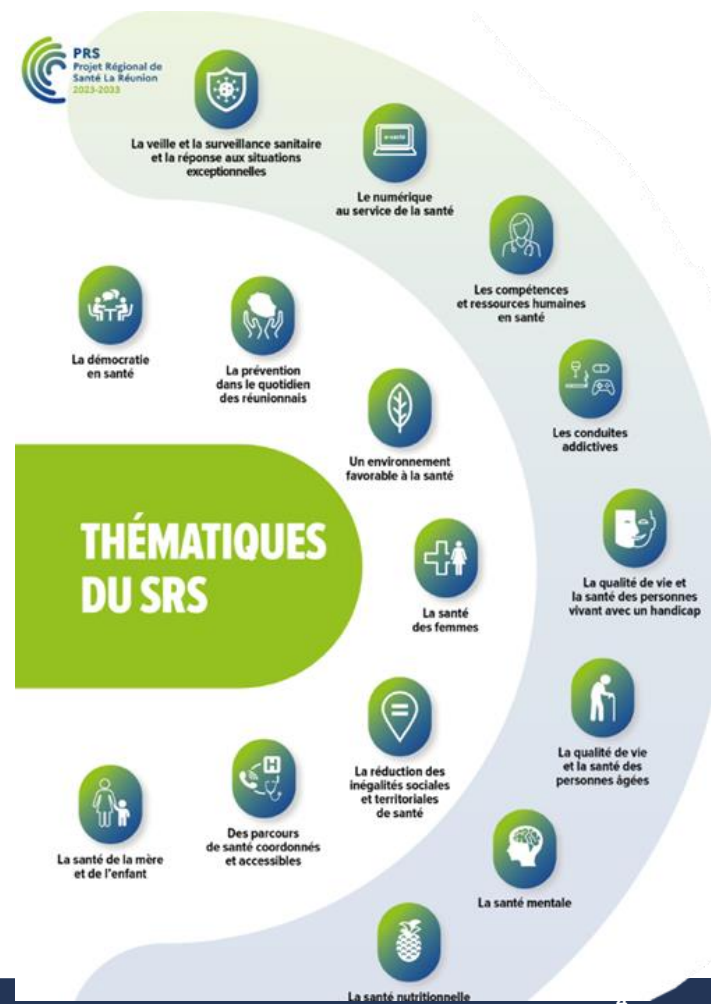 PRS
Projet Régional de
Santé La Réunion
2023-2033
La veille et la surveillance sanitaire
et la réponse aux situations
exceptionnelles
e-santé
Le numérique
au service de la santé
Les compétences
et ressources humaines
en santé
La démocratie
en santé
La prévention
dans le quotidien
des réunionnais
Un environnement
favorable à la santé
Les conduites
addictives
THÉMATIQUES
DU SRS
La santé
des femmes
La qualité de vie et
la santé des personnes
vivant avec un handicap
La réduction des
inégalités sociales
et territoriales
de santé
La qualité de vie
et la santé des
personnes âgées
H
Des parcours
de santé coordonnés
et accessibles
La santé de la mère
et de l'enfant
La santé mentale
La santé nutritionnelle